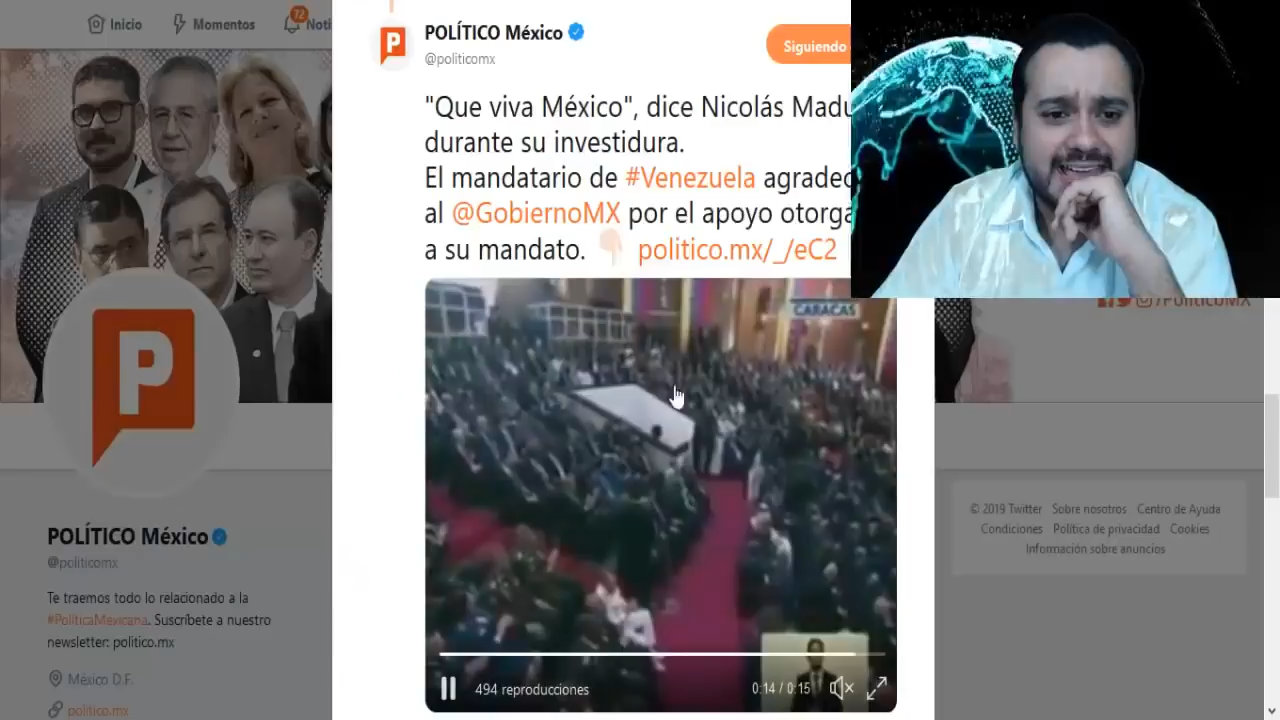 Inicio
Momentos
72
Noti
POLÍTICO México
@politicomx
Siguiendo
"Que viva México", dice Nicolás Madu
durante su investidura.
El mandatario de #Venezuela agradec
al @GobiernoMX por el apoyo otorga
a su mandato. politico.mx/_/eC2
CARACAS
494 reproducciones
0:14 / 0:15
P
POLÍTICO México
@politicomx
Te traemos todo lo relacionado a la
#PolíticaMexicana. Suscríbete a nuestro
newsletter: politico.mx
México D.F.
politico.mx
/PolíticoMX
© 2019 Twitter Sobre nosotros Centro de Ayuda
Condiciones Política de privacidad Cookies
Información sobre anuncios